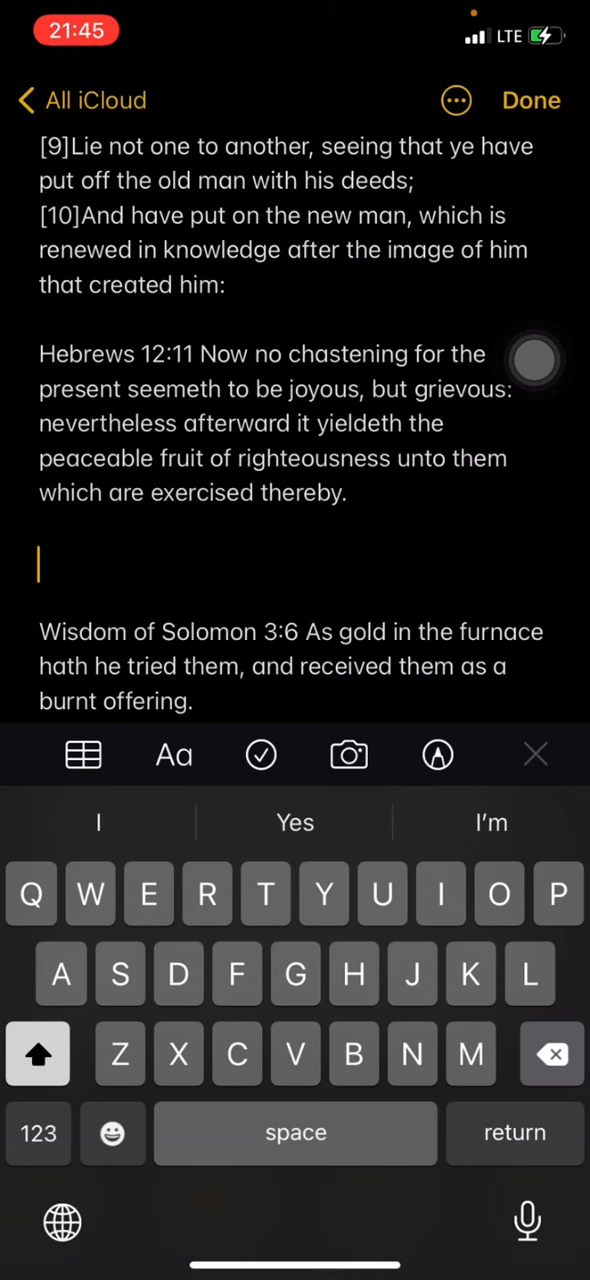 21:45
LTE
All iCloud
Done
[9]Lie not one to another, seeing that ye have
put off the old man with his deeds;
[10]And have put on the new man, which is
renewed in knowledge after the image of him
that created him:
Hebrews 12:11 Now no chastening for the
present seemeth to be joyous, but grievous:
nevertheless afterward it yieldeth the
peaceable fruit of righteousness unto them
which are exercised thereby.
Wisdom of Solomon 3:6 As gold in the furnace
hath he tried them, and received them as a
burnt offering.
Aa
I Yes I'm
Q W E R T Y U I O P
A S D F G H J K L
Z X C V B N M
123 space return